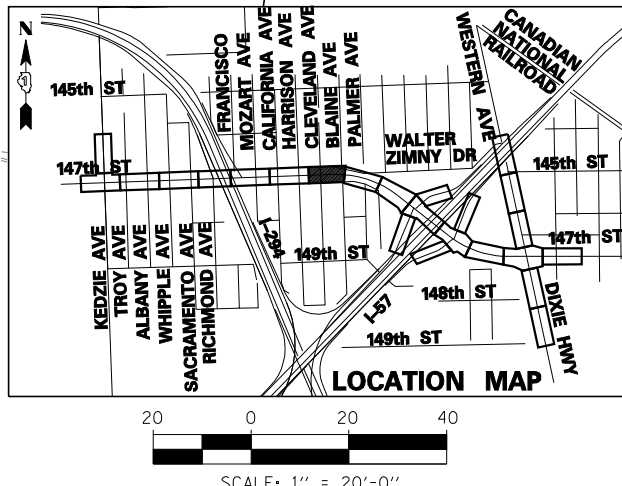 FRANCISCO
MOZART AVE
CALIFORNIA AVE
HARRISON AVE
CLEVELAND AVE
BLAINE AVE
PALMER AVE
WESTERN AVE
CANADIAN
NATIONAL
RAILROAD
1
145th ST
WALTER
ZIMNY DR
147th ST
145th ST
I-294
149th ST
147th ST
KEDZIE AVE
TROY AVE
ALBANY AVE
WHIPPLE AVE
SACRAMENTO AVE
RICHMOND AVE
I-57
148th ST
149th ST
DIXIE HWY
LOCATION MAP
20 0 20 40
SCALE: 1" = 20'-0"